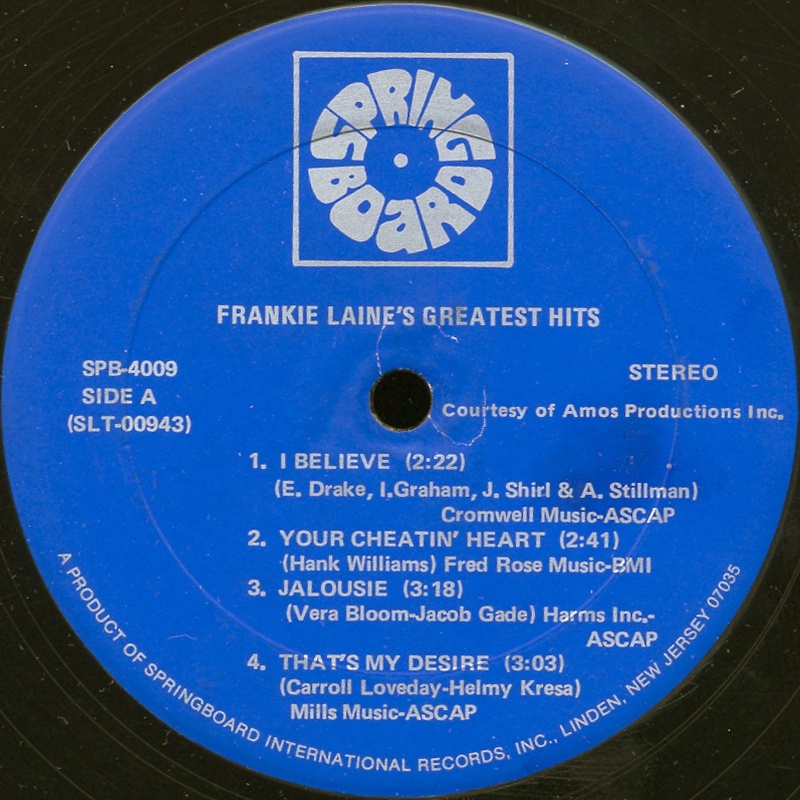 SPRING
BOARD
FRANKIE LAINE'S GREATEST HITS
SPB-4009
SIDE A
(SLT-00943)
STEREO
Courtesy of Amos Productions Inc.
1. I BELIEVE (2:22)
(E. Drake, I.Graham, J. Shirl & A. Stillman)
Cromwell Music-ASCAP
2. YOUR CHEATIN' HEART (2:41)
(Hank Williams) Fred Rose Music-BMI
3. JALOUSIE (3:18)
(Vera Bloom-Jacob Gade) Harms Inc.-
ASCAP
4. THAT'S MY DESIRE (3:03)
(Carroll Loveday-Helmy Kresa)
Mills Music-ASCAP
A PRODUCT OF SPRINGBOARD INTERNATIONAL RECORDS, INC., LINDEN, NEW JERSEY 07035